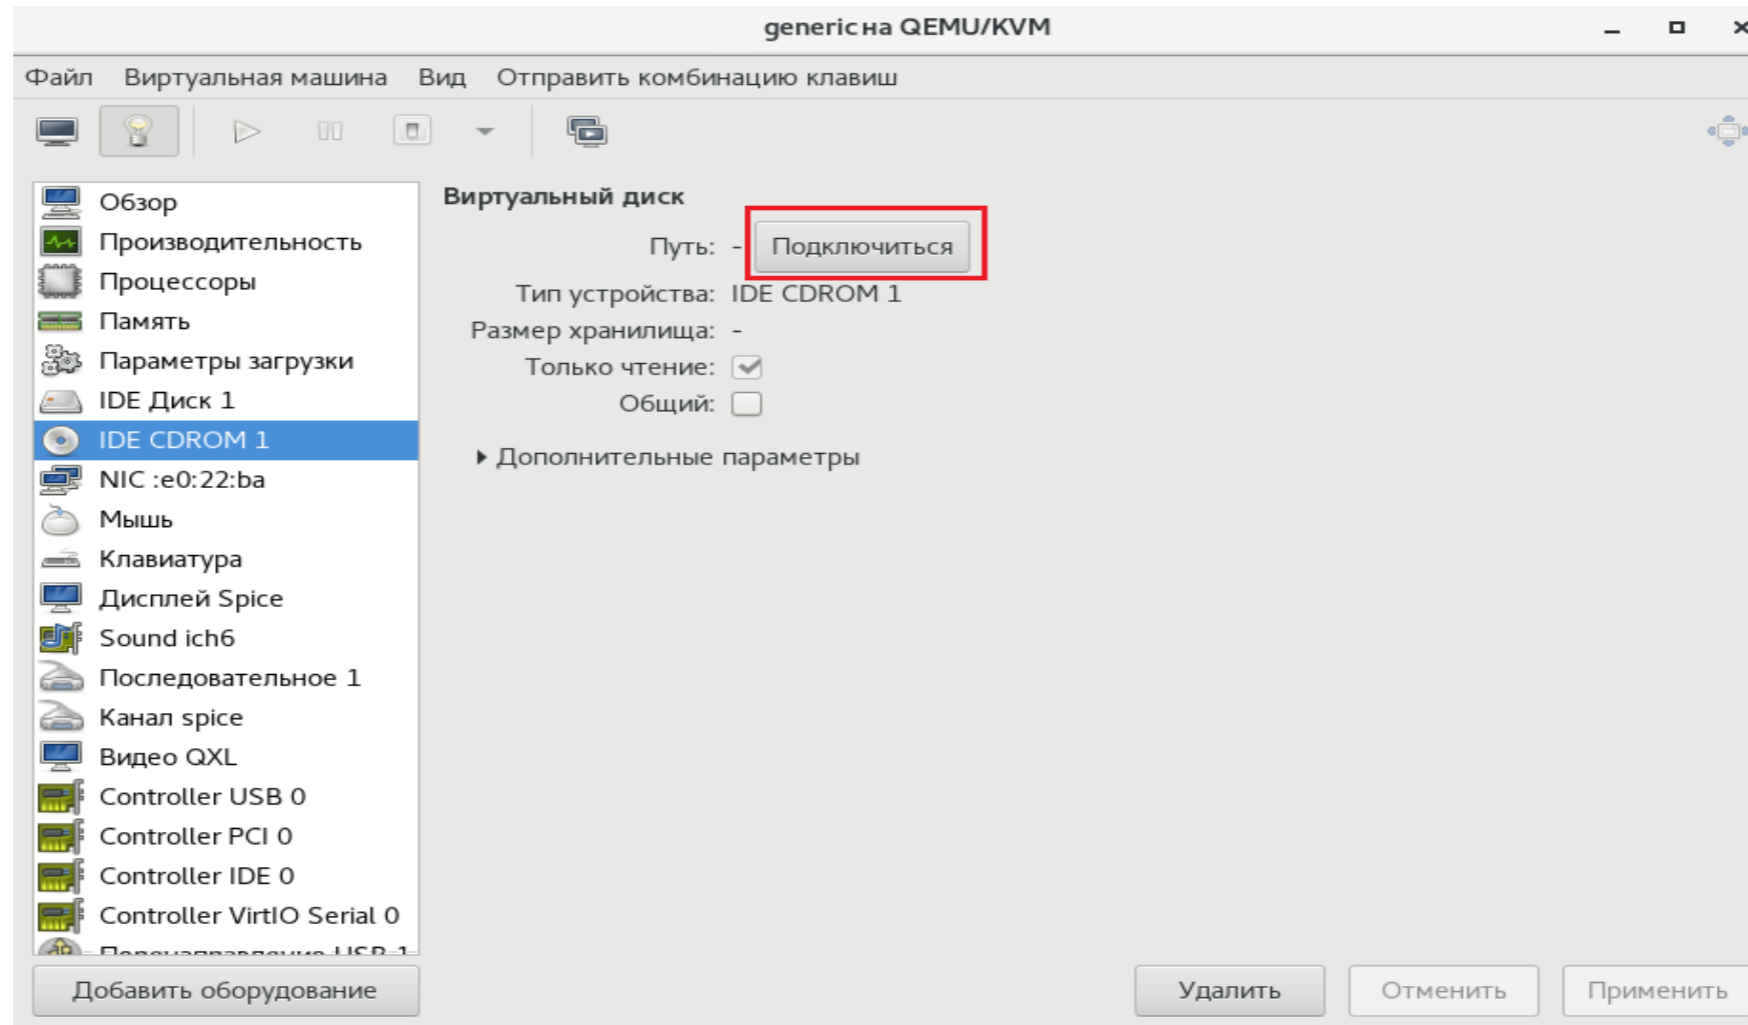 generic на QEMU/KVM
Файл Виртуальная машина Вид Отправить комбинацию клавиш
Обзор
Производительность
Процессоры
Память
Параметры загрузки
IDE Диск 1
IDE CDROM 1
NIC :e0:22:ba
Мышь
Клавиатура
Дисплей Spice
Sound ich6
Последовательное 1
Канал spice
Видео QXL
Controller USB 0
Controller PCI 0
Controller IDE 0
Controller VirtIO Serial 0
Перенаправление USB 1
Добавить оборудование
Виртуальный диск
Путь: - Подключиться
Тип устройства: IDE CDROM 1
Размер хранилища: -
Только чтение:
Общий:
Дополнительные параметры
Удалить Отменить Применить